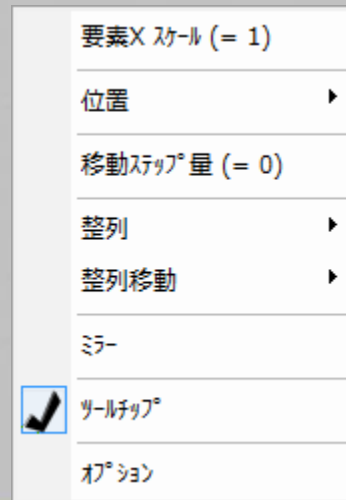 要素X ｽｹｰﾙ (= 1)
位置
移動ｽﾃｯﾌﾟ量 (= 0)
整列
整列移動
ﾐﾗｰ
ﾂｰﾙﾁｯﾌﾟ
ｵﾌﾟｼｮﾝ